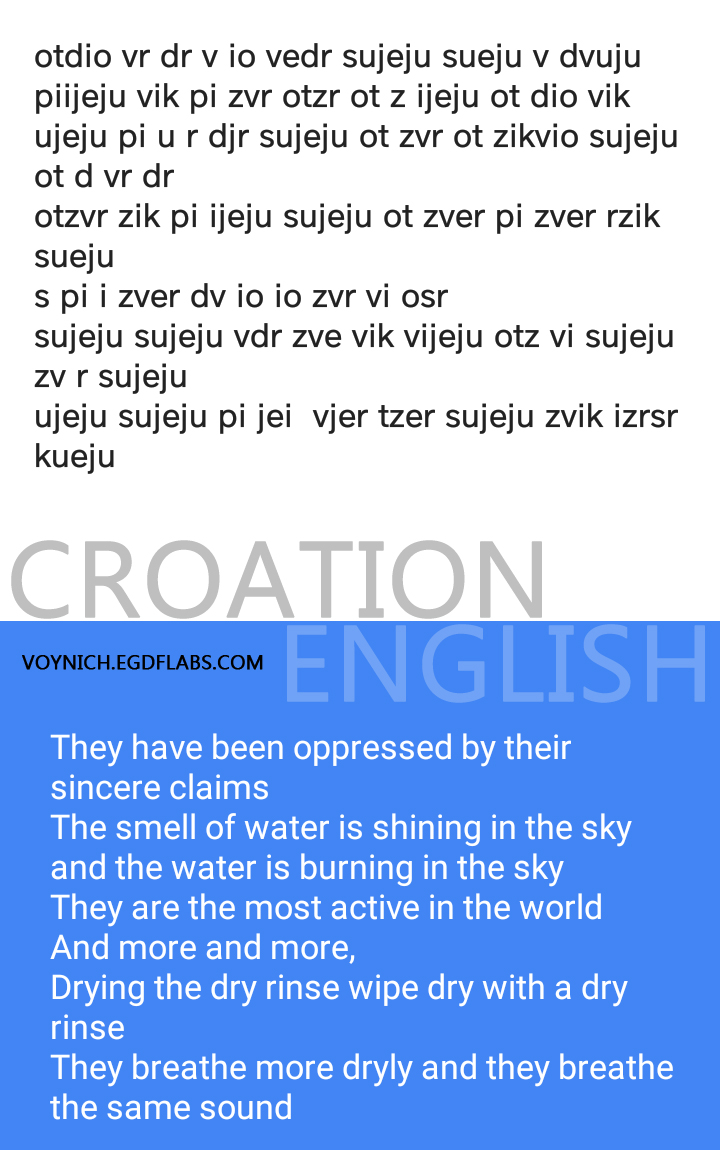 otdio vr dr v io vedr sujeju sueju v dvuju
piijeju vik pi zvr otzr ot z ijeju ot dio vik
ujeju pi u r djr sujeju ot zvr ot zikvio sujeju
ot d vr dr
otzvr zik pi ijeju sujeju ot zver pi zver rzik
sueju
s pi i zver dv io io zvr vi osr
sujeju sujeju vdr zve vik vijeju otz vi sujeju
zv r sujeju
ujeju sujeju pi jei  vjer tzer sujeju zvik izrsr
kueju
CROATION
ENGLISH
VOYNICH.EGDFLABS.COM
They have been oppressed by their
sincere claims
The smell of water is shining in the sky
and the water is burning in the sky
They are the most active in the world
And more and more,
Drying the dry rinse wipe dry with a dry
rinse
They breathe more dryly and they breathe
the same sound